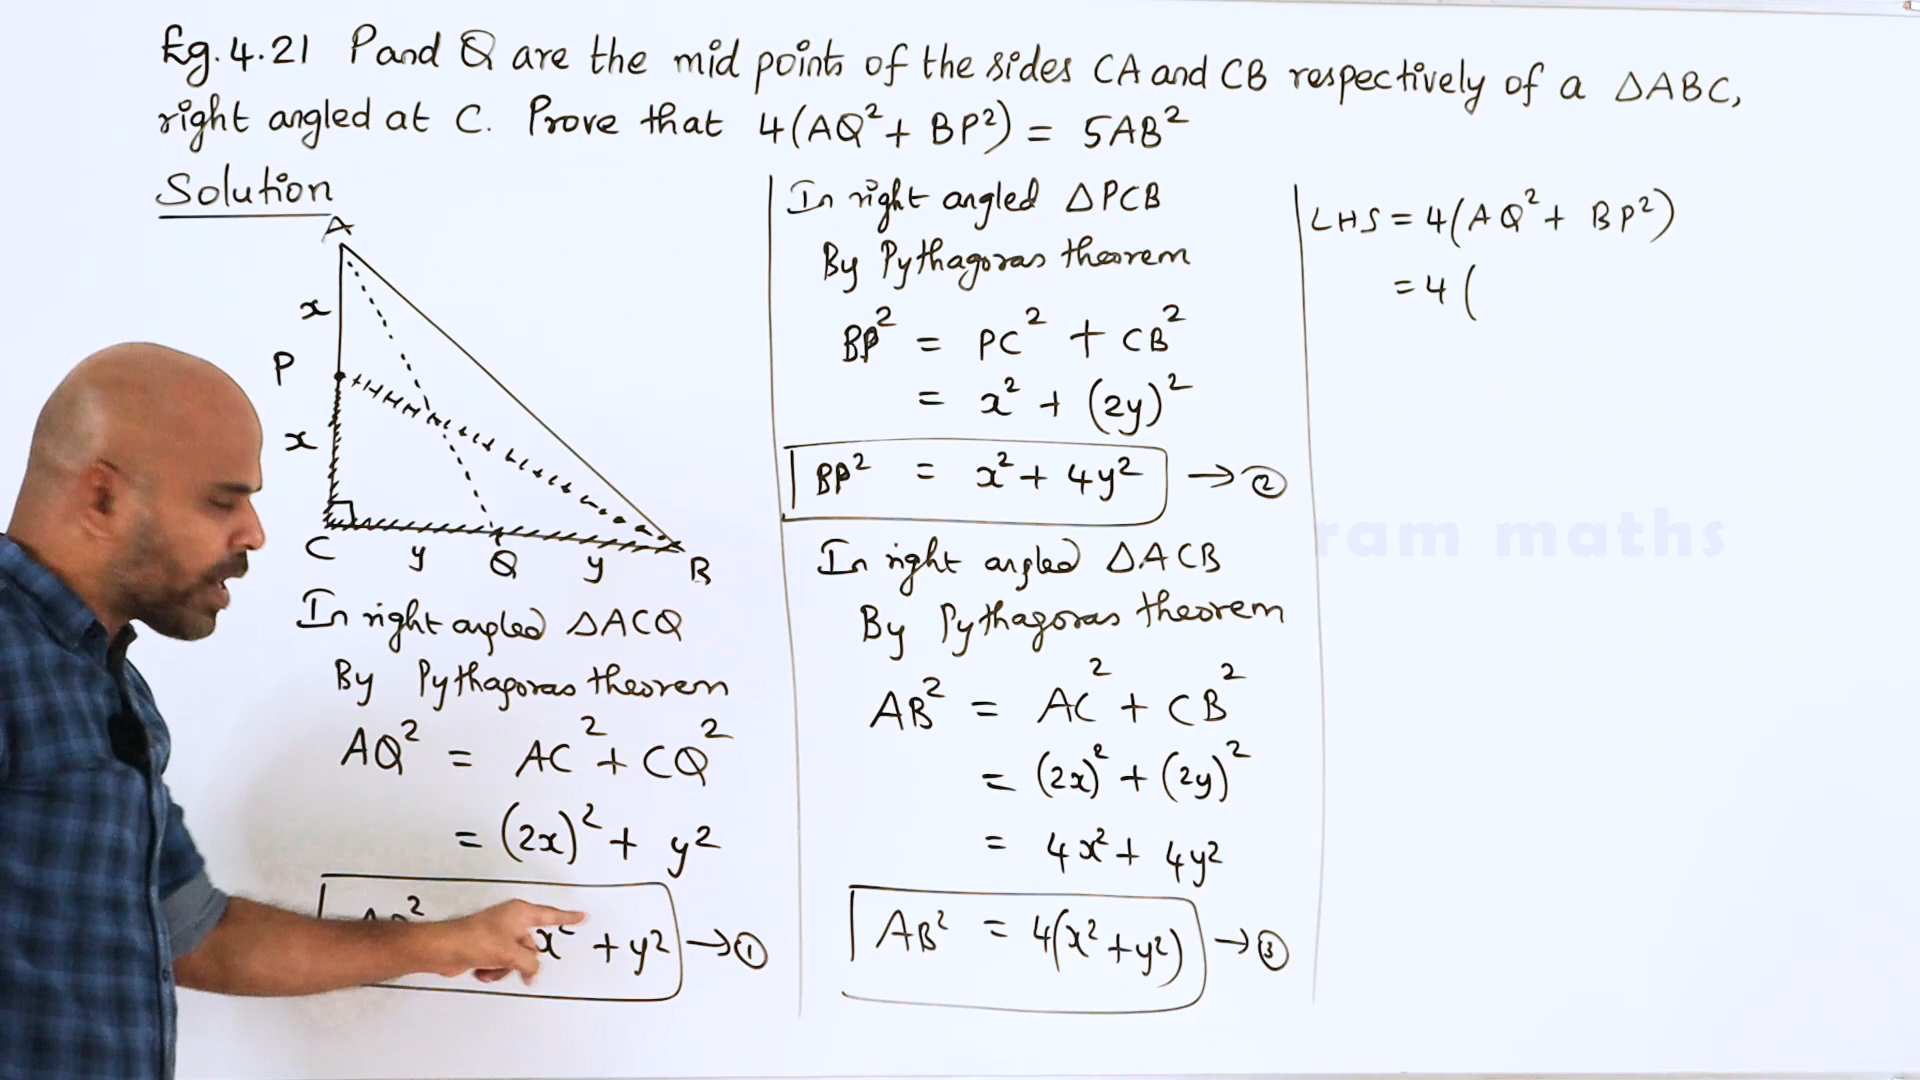 Eg. 4.21 P and Q are the mid points of the sides CA and CB respectively of a ΔABC,
right angled at C. Prove that 4(AQ² + BP²) = 5AB²
Solution
A
x
P
x
C y Q y B
In right angled ΔACQ
By Pythagoras theorem
AQ² = AC² + CQ²
= (2x)² + y²
x² + y² → ①
In right angled ΔPCB
By Pythagoras theorem
BP² = PC² + CB²
= x² + (2y)²
BP² = x² + 4y² → ②
In right angled ΔACB
By Pythagoras theorem
AB² = AC² + CB²
= (2x)² + (2y)²
= 4x² + 4y²
AB² = 4(x² + y²) → ③
LHS = 4(AQ² + BP²)
= 4 (
ram maths